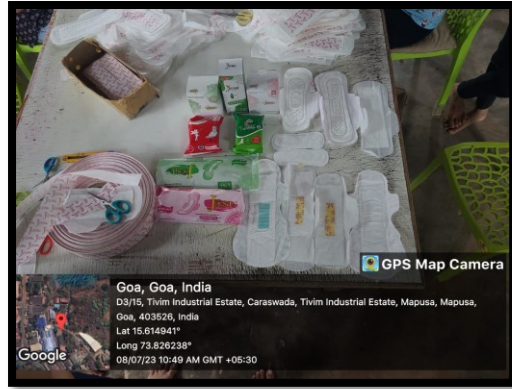 GPS Map Camera
Goa, Goa, India
D3/15, Tivim Industrial Estate, Caraswada, Tivim Industrial Estate, Mapusa, Mapusa,
Goa, 403526, India
Lat 15.614941°
Long 73.826238°
08/07/23 10:49 AM GMT +05:30
Google